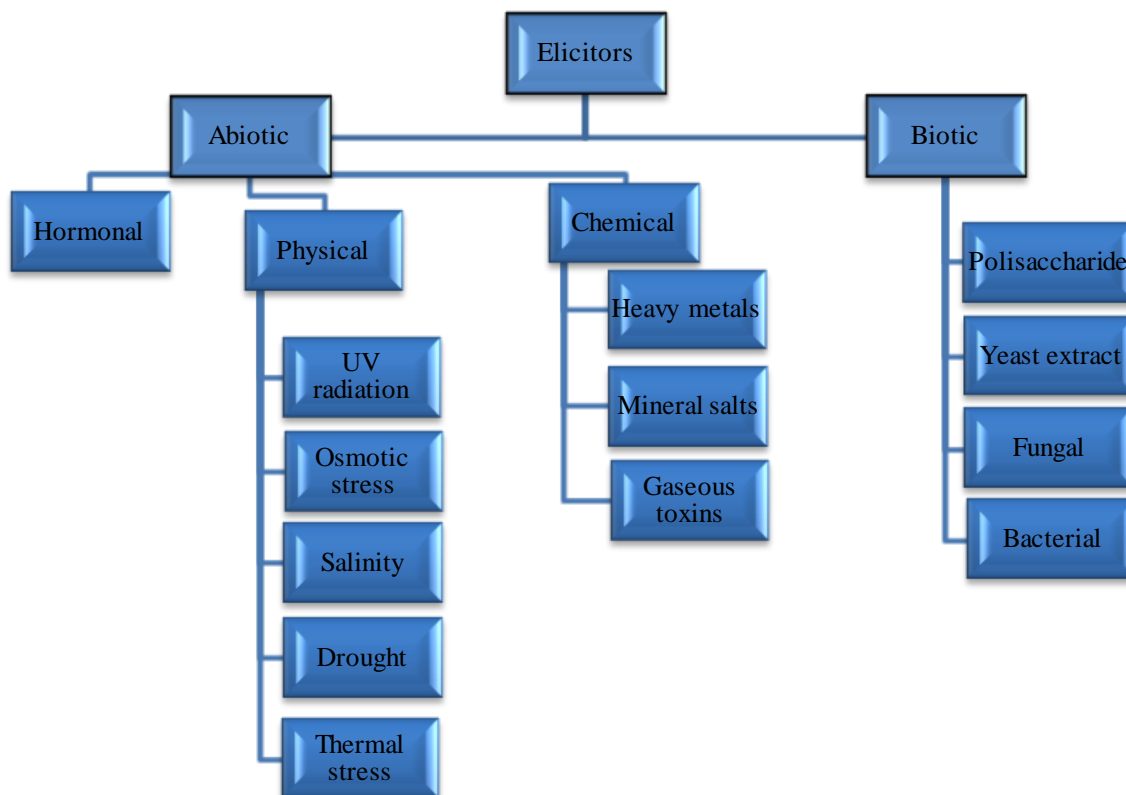 Elicitors
Abiotic
Biotic
Hormonal
Physical
Chemical
UV
radiation
Osmotic
stress
Salinity
Drought
Thermal
stress
Heavy metals
Mineral salts
Gaseous
toxins
Polisaccharide
Yeast extract
Fungal
Bacterial